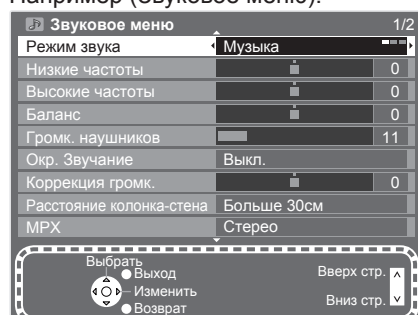 Например (Звуковое меню):
Звуковое меню 1/2
Режим звука Музыка
Низкие частоты 0
Высокие частоты 0
Баланс 0
Громк. наушников 11
Окр. Звучание Выкл.
Коррекция громк. 0
Расстояние колонка-стена Больше 30см
MPX Стерео
Выбрать
Выход Вверх стр.
Изменить
Возврат Вниз стр.